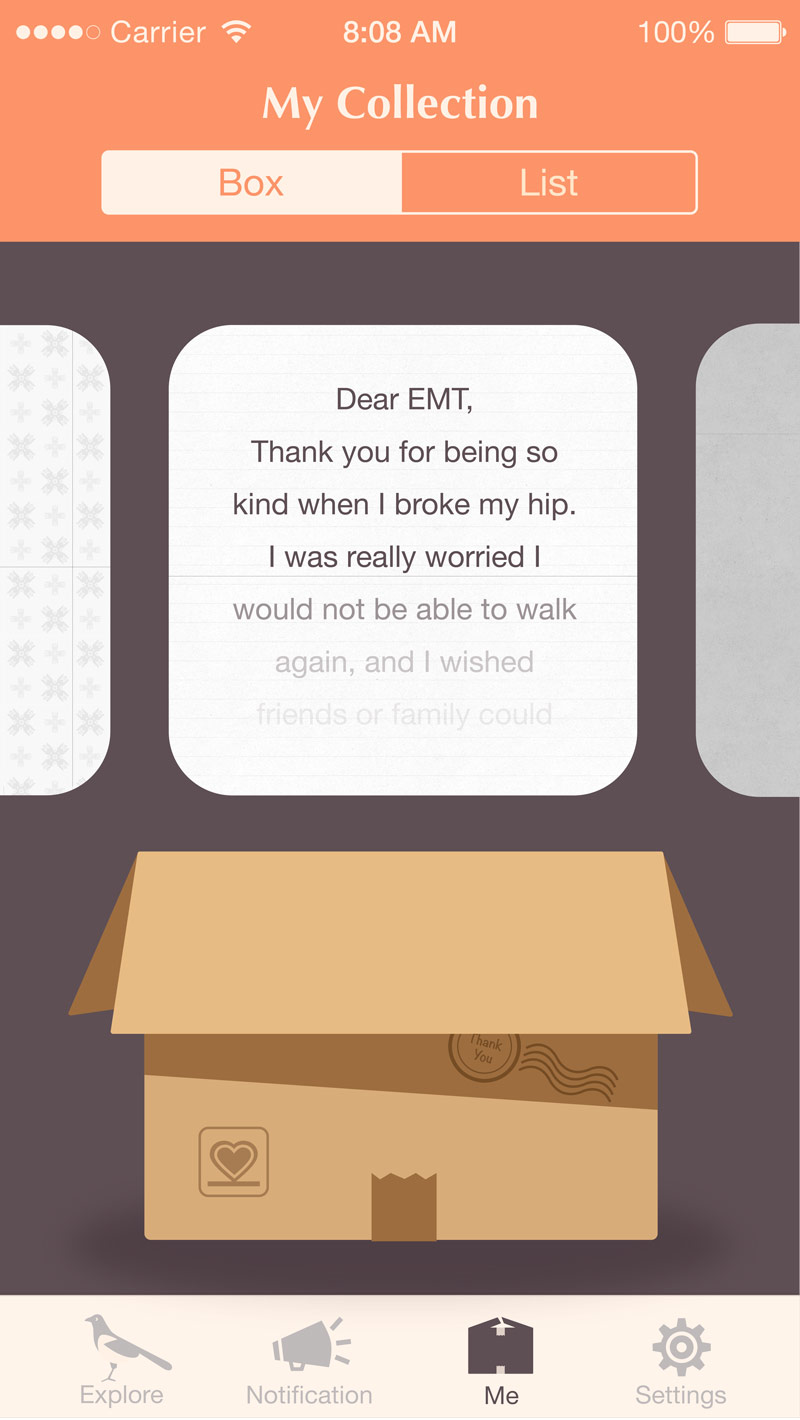 Carrier 8:08 AM 100%
My Collection
Box List
Dear EMT,
Thank you for being so
kind when I broke my hip.
I was really worried I
would not be able to walk
again, and I wished
friends or family could
Thank
You
Explore Notification Me Settings